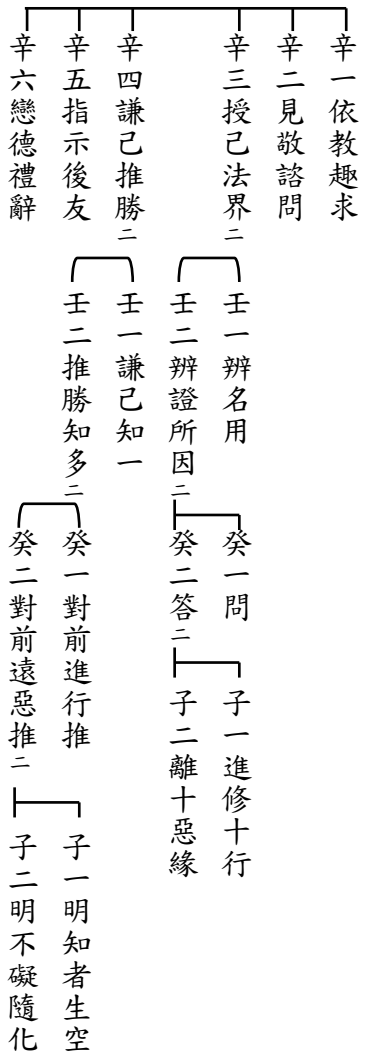 辛一依教趣求
辛二見敬諮問
辛三授己法界二
壬一辨名用
壬二辨證所因二
癸一問
癸二答二
子一進修十行
子二離十惡緣
辛四謙己推勝二
壬一謙己知一
壬二推勝知多二
癸一對前進行推
癸二對前遠惡推二
子一明知者生空
子二明不礙隨化
辛五指示後友
辛六戀德禮辭